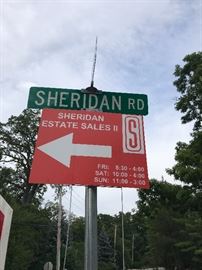 SHERIDAN RD
SHERIDAN
ESTATE SALES II
S
FRI: 8:30 - 4:00
SAT: 10:00 - 4:00
SUN: 11:00 - 3:00